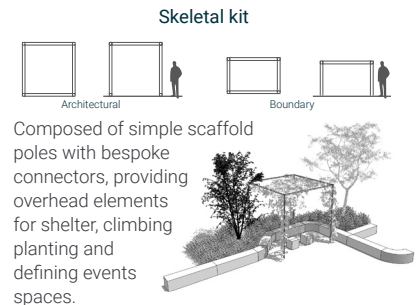 Skeletal kit
Architectural
Boundary
Composed of simple scaffold
poles with bespoke
connectors, providing
overhead elements
for shelter, climbing
planting and
defining events
spaces.